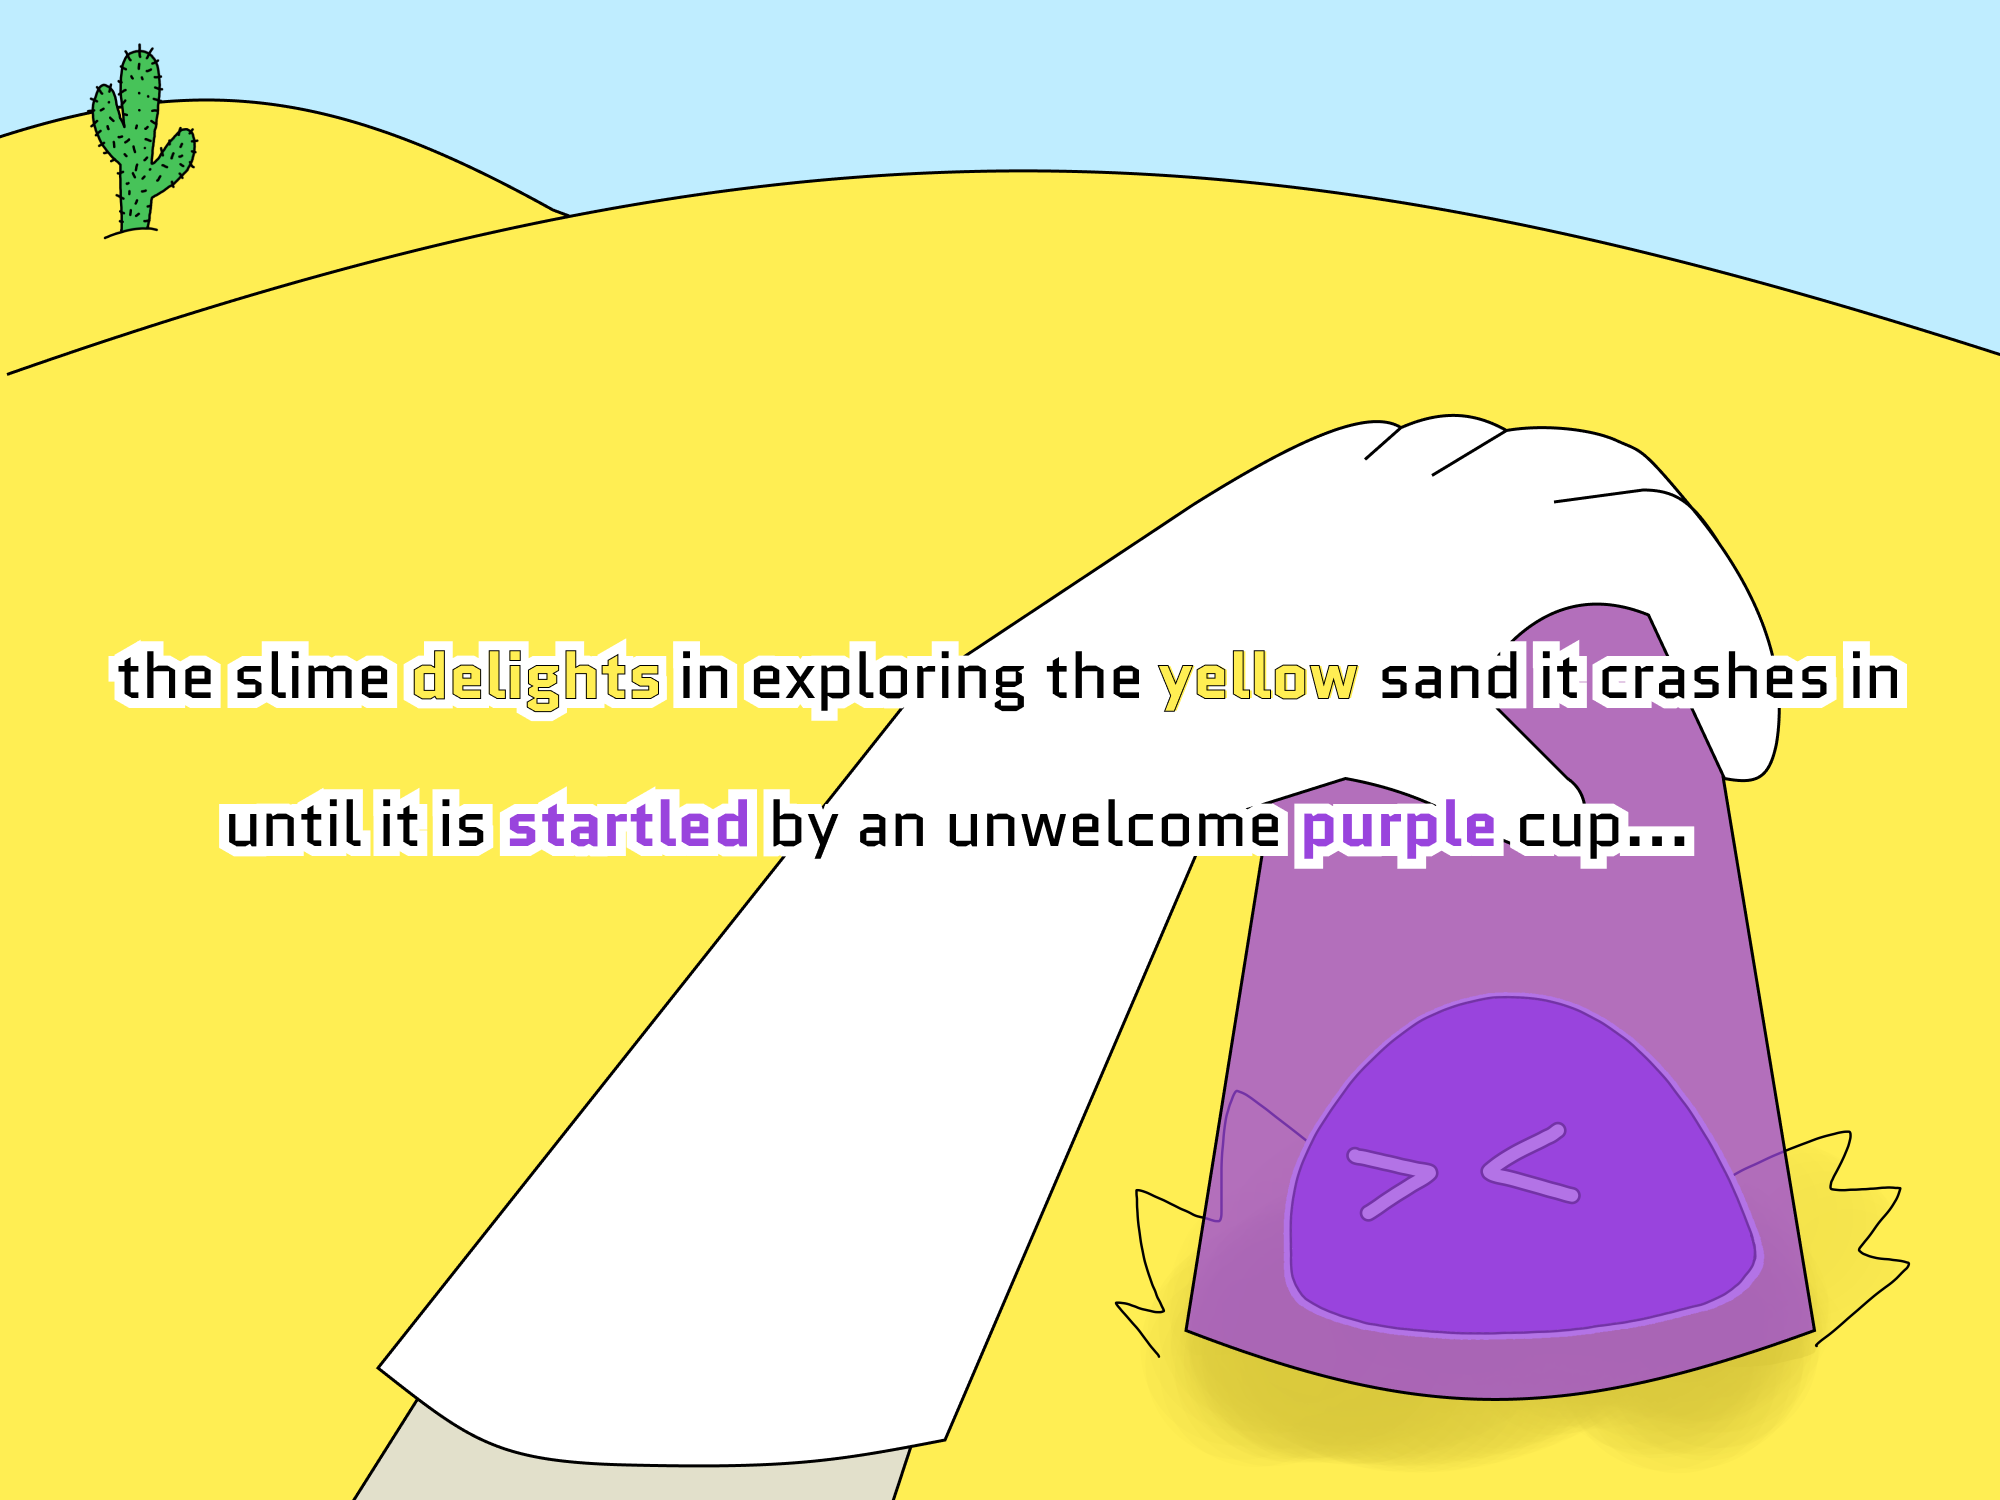 the slime delights in exploring the yellow sand it crashes in
until it is startled by an unwelcome purple cup...